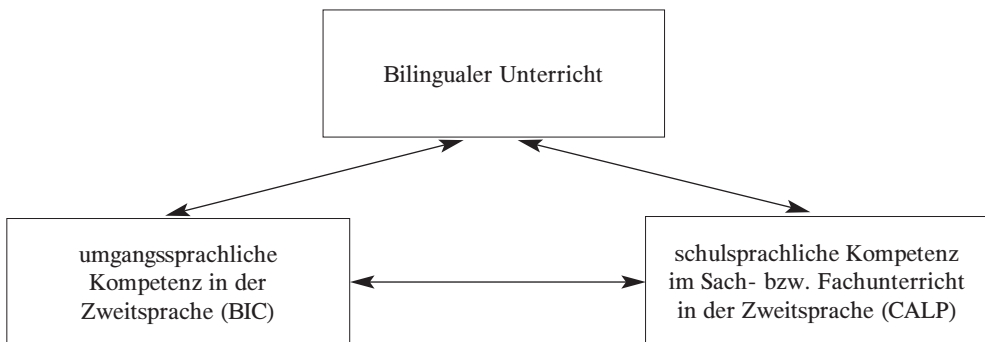 Bilingualer Unterricht
umgangssprachliche
Kompetenz in der
Zweitsprache (BIC)
schulsprachliche Kompetenz
im Sach- bzw. Fachunterricht
in der Zweitsprache (CALP)